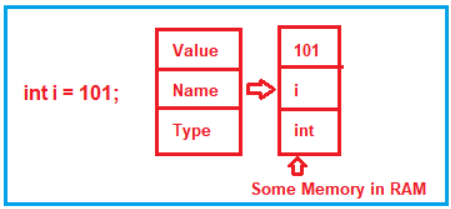 int i = 101;
Value
Name
Type
101
i
int
Some Memory in RAM